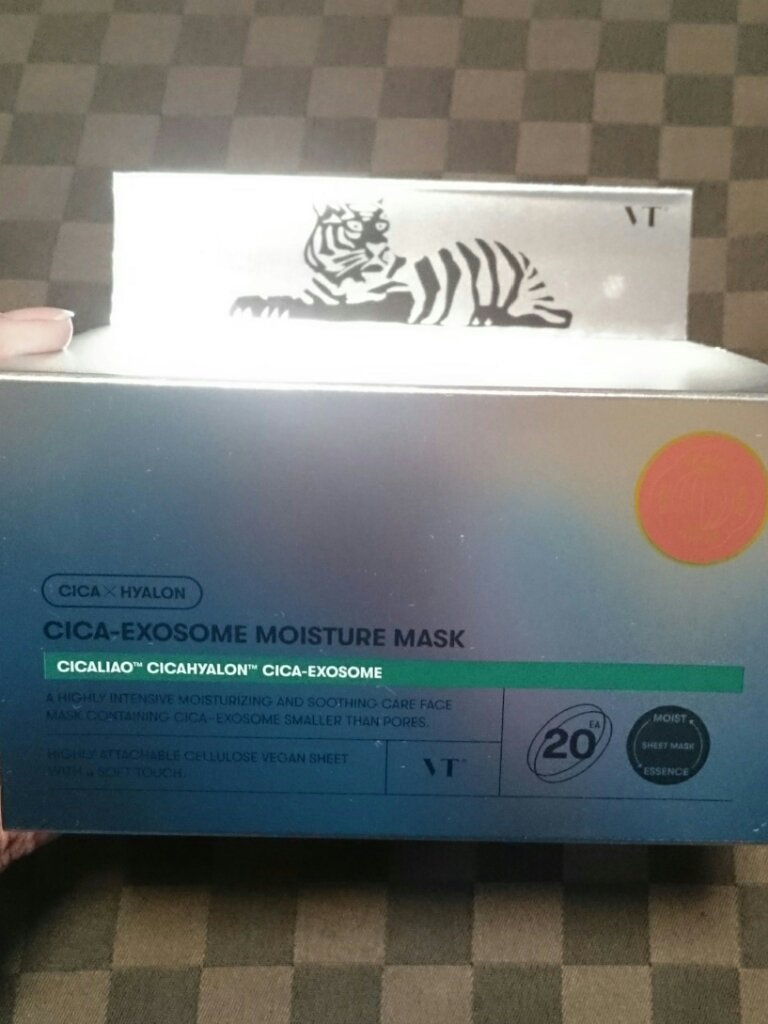 VT
CICA × HYALON
CICA-EXOSOME MOISTURE MASK
CICALIAO™ CICAHYALON™ CICA-EXOSOME
A HIGHLY INTENSIVE MOISTURIZING AND SOOTHING CARE FACE
MASK CONTAINING CICA-EXOSOME SMALLER THAN PORES.
HIGHLY ATTACHABLE CELLULOSE VEGAN SHEET
WITH a SOFT TOUCH.
VT
20 EA
MOIST
SHEET MASK
ESSENCE